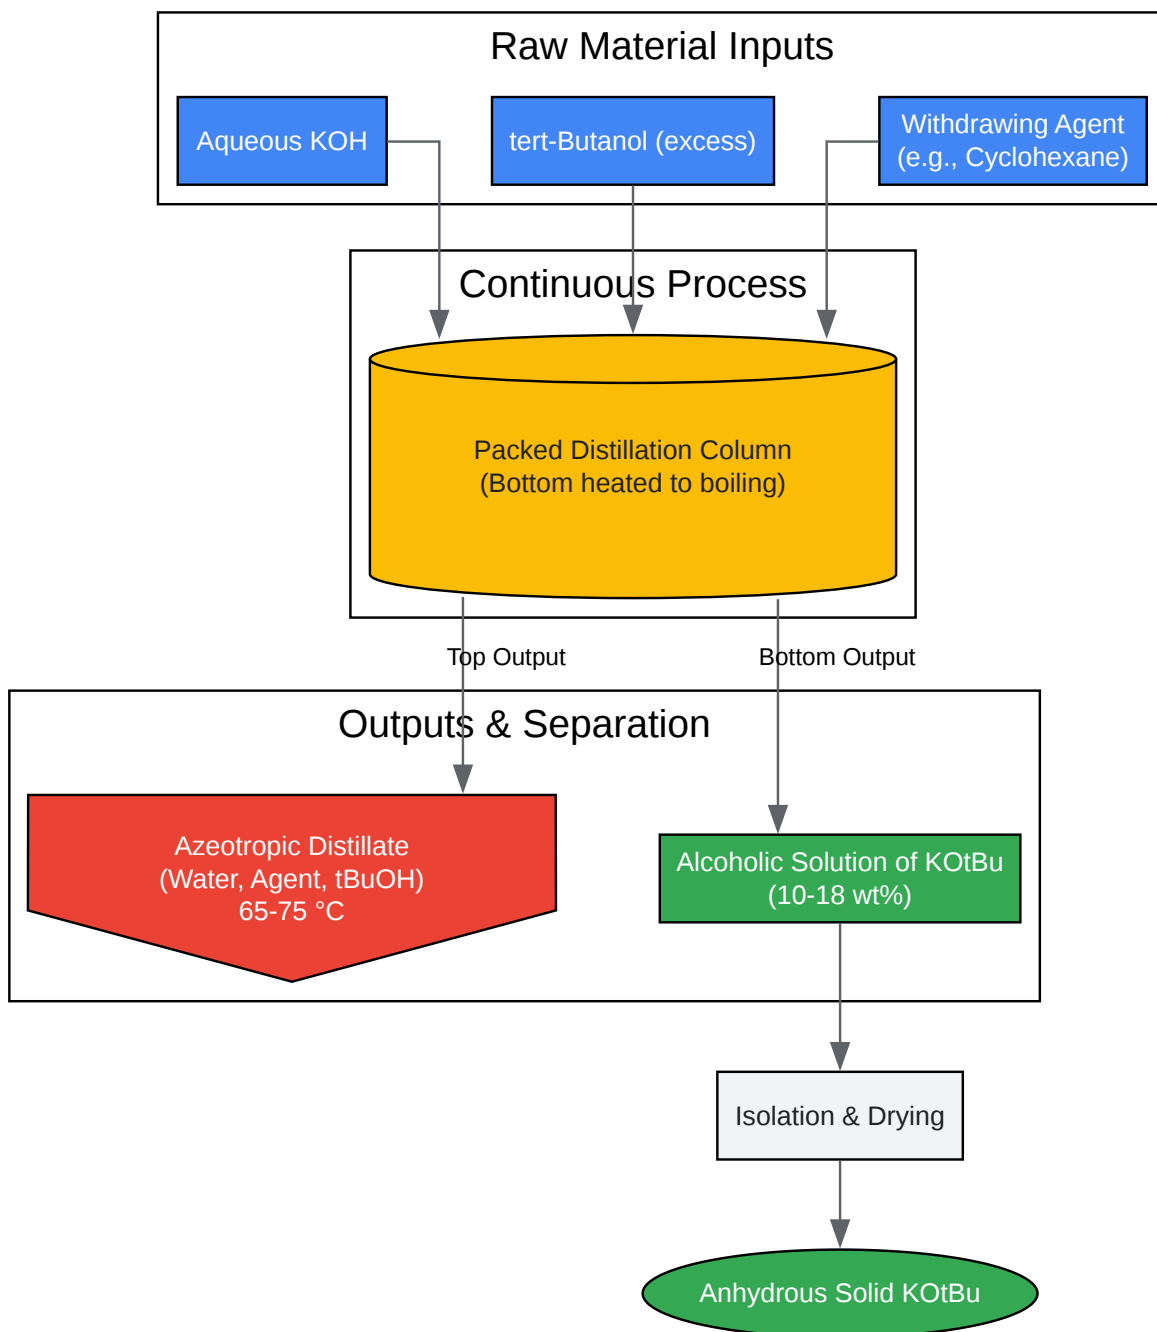 Raw Material Inputs
Aqueous KOH
tert-Butanol (excess)
Withdrawing Agent
(e.g., Cyclohexane)
Continuous Process
Packed Distillation Column
(Bottom heated to boiling)
Top Output
Bottom Output
Outputs & Separation
Azeotropic Distillate
(Water, Agent, tBuOH)
65-75 °C
Alcoholic Solution of KOtBu
(10-18 wt%)
Isolation & Drying
Anhydrous Solid KOtBu